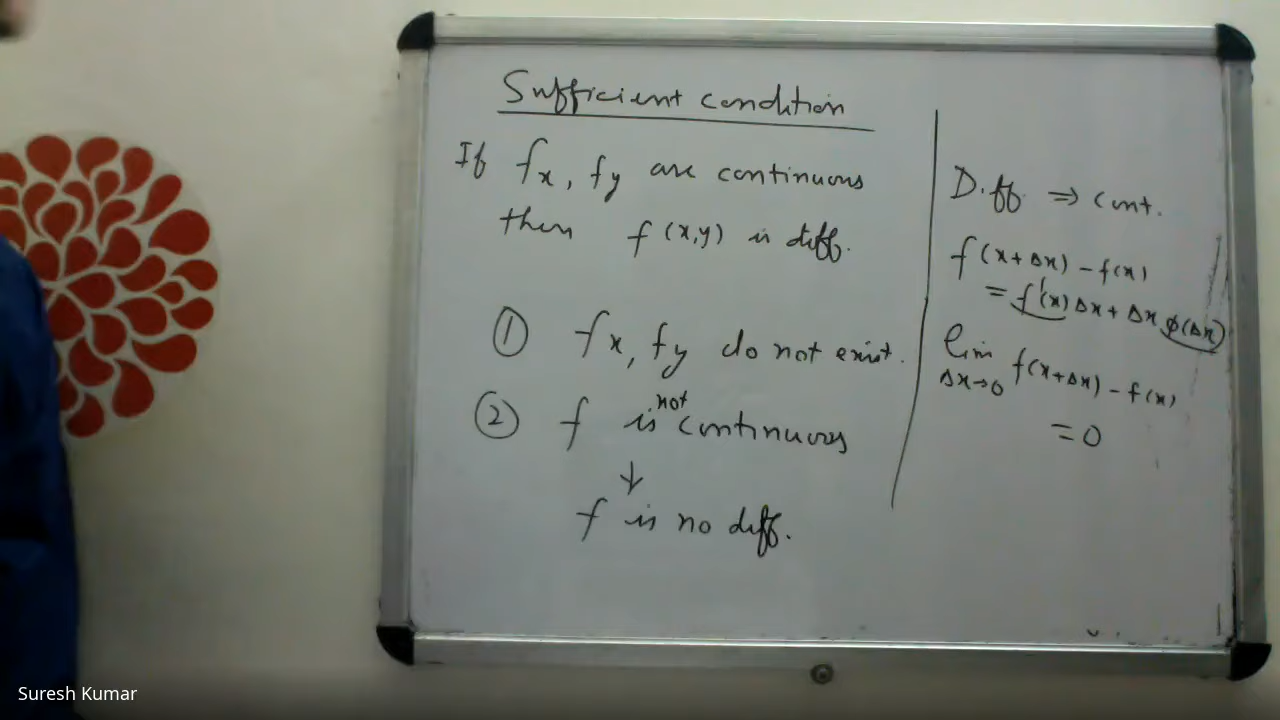 Sufficient condition
If fx, fy are continuous
then f(x,y) is diff.
① fx, fy do not exist.
② f is not continuous
↓
f is no diff.
Diff. ⇒ cont.
f(x+Δx) - f(x)
= f'(x) Δx + Δx ϕ(Δx)
lim Δx→0 f(x+Δx) - f(x)
= 0
Suresh Kumar